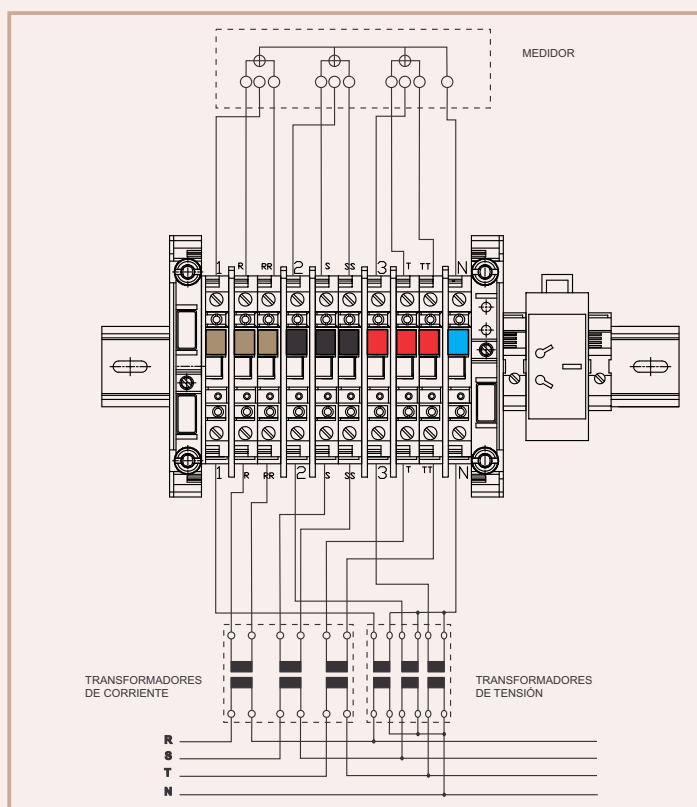 MEDIDOR
1 R RR 2 S SS 3 T TT N
1 R RR 2 S SS 3 T TT N
TRANSFORMADORES
DE CORRIENTE
TRANSFORMADORES
DE TENSIÓN
R
S
T
N